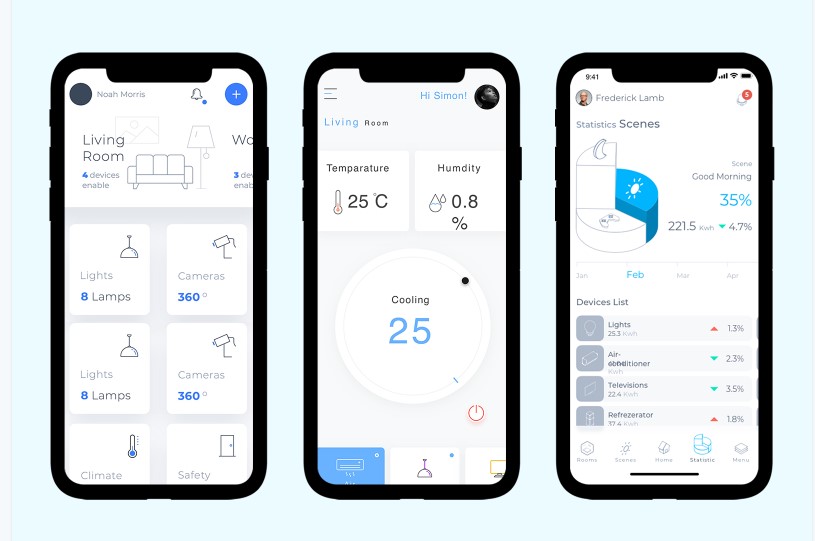 Noah Morris
Living
Room
Wo
4 devices
enable
3 dev
enab
Lights
8 Lamps
Cameras
360 °
Lights
8 Lamps
Cameras
360 °
Climate
Safety
Hi Simon!
Living Room
Temparature
25 °C
Humdity
0.8
%
Cooling
25
9:41
Frederick Lamb
5
Statistics Scenes
Scene
Good Morning
35%
221.5 Kwh 4.7%
Jan Feb Mar Apr
Devices List
Lights
25.3 Kwh
1.3%
Air-
conditioner
Kwh
2.3%
Televisions
22.4 Kwh
3.5%
Refrezerator
37.4 Kwh
1.8%
Rooms Scenes Home Statistic Menu